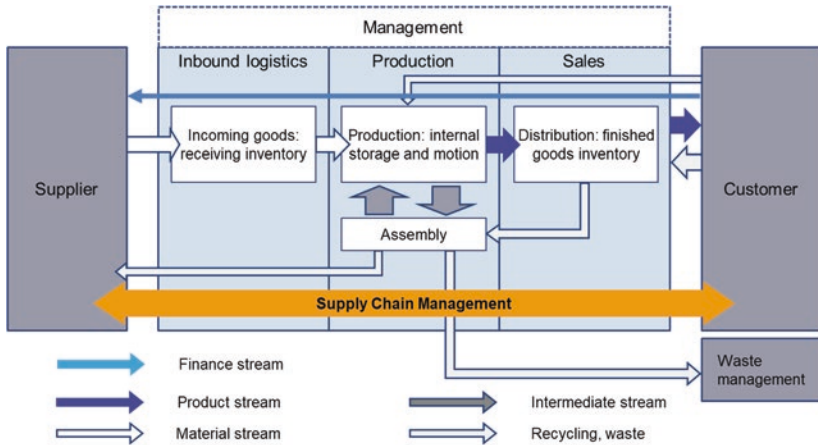 Management
Inbound logistics
Production
Sales
Supplier
Incoming goods:
receiving inventory
Production: internal
storage and motion
Distribution: finished
goods inventory
Customer
Assembly
Supply Chain Management
Finance stream
Product stream
Material stream
Intermediate stream
Recycling, waste
Waste
management